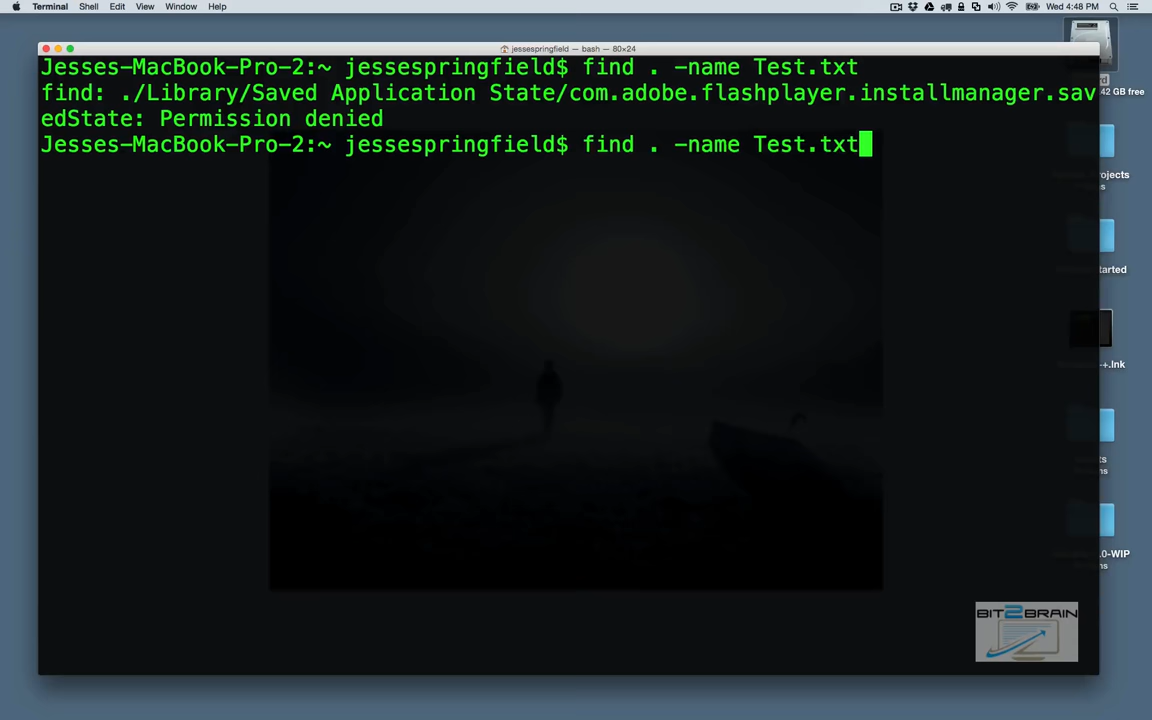 Terminal Shell Edit View Window Help Wed 4:48 PM
jessespringfield — bash — 80×24
Jesses-MacBook-Pro-2:~ jessespringfield$ find . -name Test.txt
find: ./Library/Saved Application State/com.adobe.flashplayer.installmanager.sav
edState: Permission denied
Jesses-MacBook-Pro-2:~ jessespringfield$ find . -name Test.txt
42 GB free
BIT2BRAIN